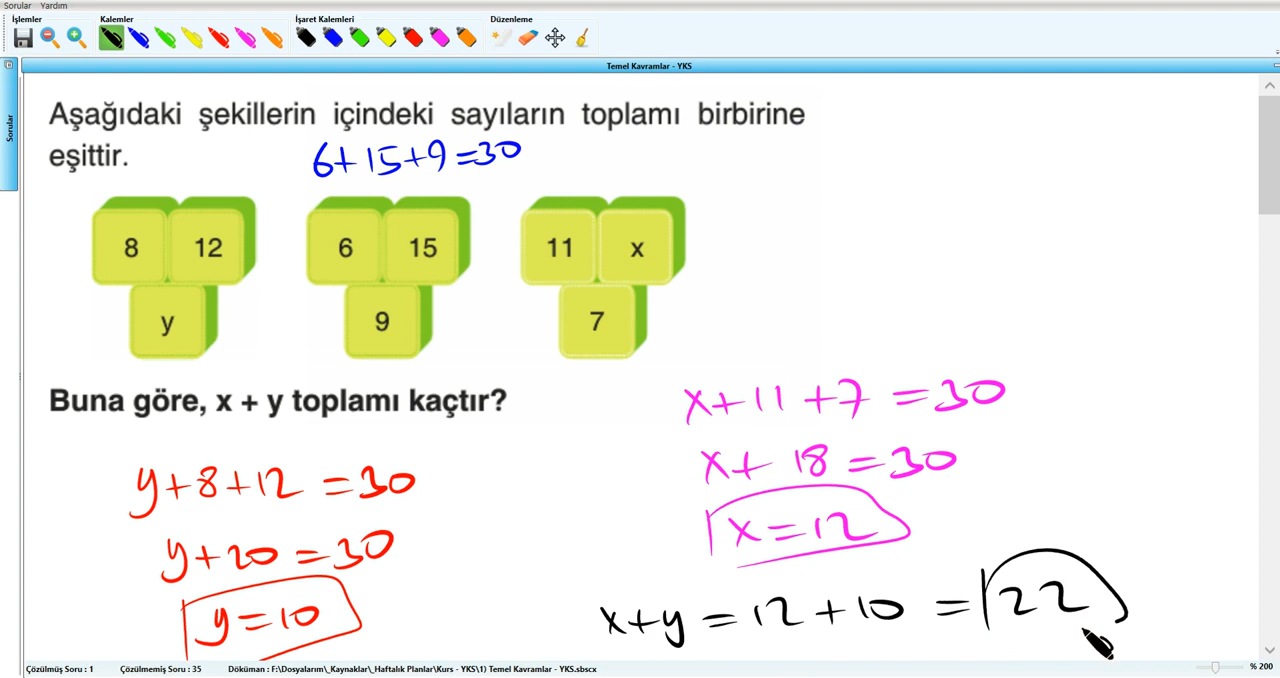 Sorular Yardım
İşlemler Kalemler İşaret Kalemleri Düzenleme
Temel Kavramlar - YKS
Sorular
Aşağıdaki şekillerin içindeki sayıların toplamı birbirine
eşittir.
6+15+9=30
8 12 6 15 11 x
y 9 7
Buna göre, x + y toplamı kaçtır?
x+11+7=30
x+18=30
x=12
y+8+12=30
y+20=30
y=10
x+y=12+10=22
Çözülmüş Soru : 1 Çözülmemiş Soru : 35 Döküman : F:\Dosyalarım\_Kaynaklar\_Haftalık Planlar\Kurs - YKS\1) Temel Kavramlar - YKS.sbscx % 200